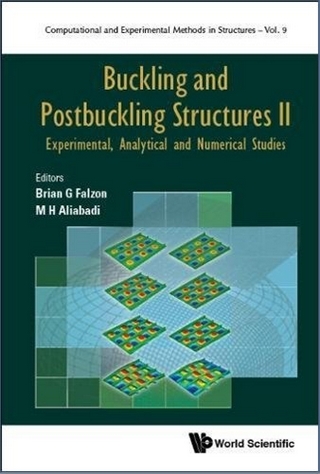 Computational and Experimental Methods in Structures – Vol. 9
Buckling and
Postbuckling Structures II
Experimental, Analytical and Numerical Studies
Editors
Brian G Falzon
M H Aliabadi
World Scientific